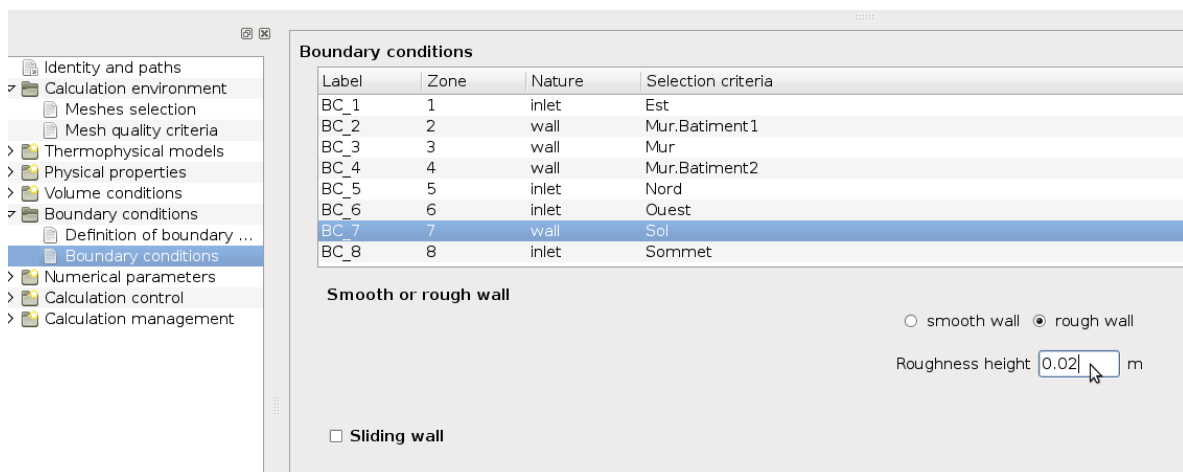 Identity and paths
Calculation environment
Meshes selection
Mesh quality criteria
Thermophysical models
Physical properties
Volume conditions
Boundary conditions
Definition of boundary ...
Boundary conditions
Numerical parameters
Calculation control
Calculation management
Boundary conditions
Label Zone Nature Selection criteria
BC_1 1 inlet Est
BC_2 2 wall Mur.Batiment1
BC_3 3 wall Mur
BC_4 4 wall Mur.Batiment2
BC_5 5 inlet Nord
BC_6 6 inlet Ouest
BC_7 7 wall Sol
BC_8 8 inlet Sommet
Smooth or rough wall
smooth wall rough wall
Roughness height 0.02 m
Sliding wall